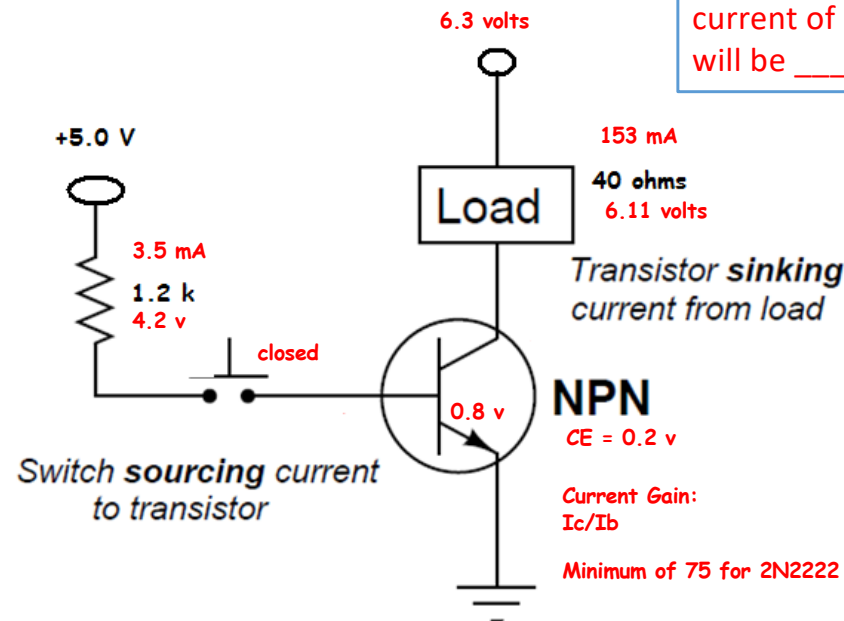 6.3 volts
current of
will be ___
+5.0 V
153 mA
40 ohms
Load
6.11 volts
3.5 mA
1.2 k
4.2 v
Transistor sinking
current from load
closed
NPN
0.8 v
CE = 0.2 v
Switch sourcing current
to transistor
Current Gain:
Ic/Ib
Minimum of 75 for 2N2222